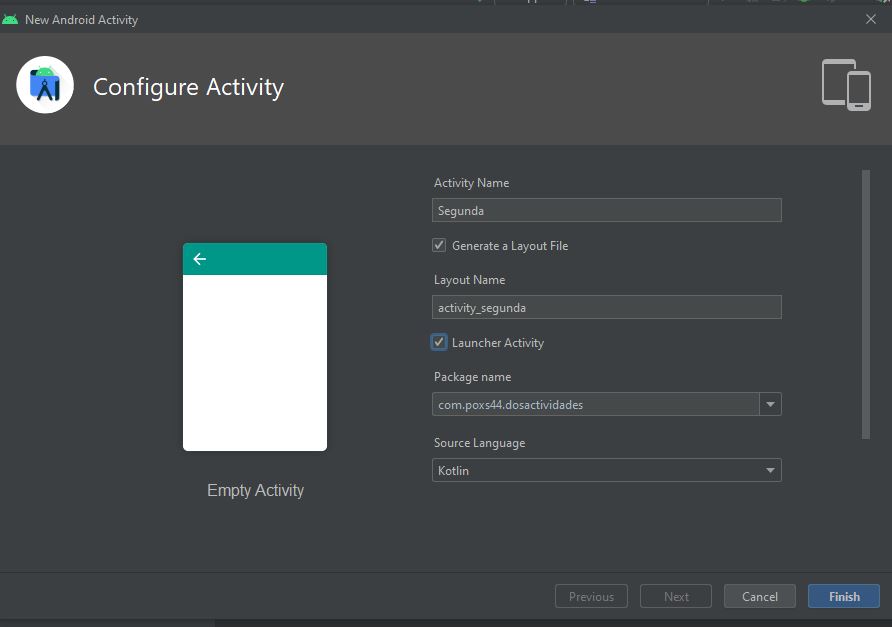 New Android Activity
Configure Activity
Activity Name
Segunda
Generate a Layout File
Layout Name
activity_segunda
Launcher Activity
Package name
com.poxs44.dosactividades
Source Language
Kotlin
Empty Activity
Previous
Next
Cancel
Finish